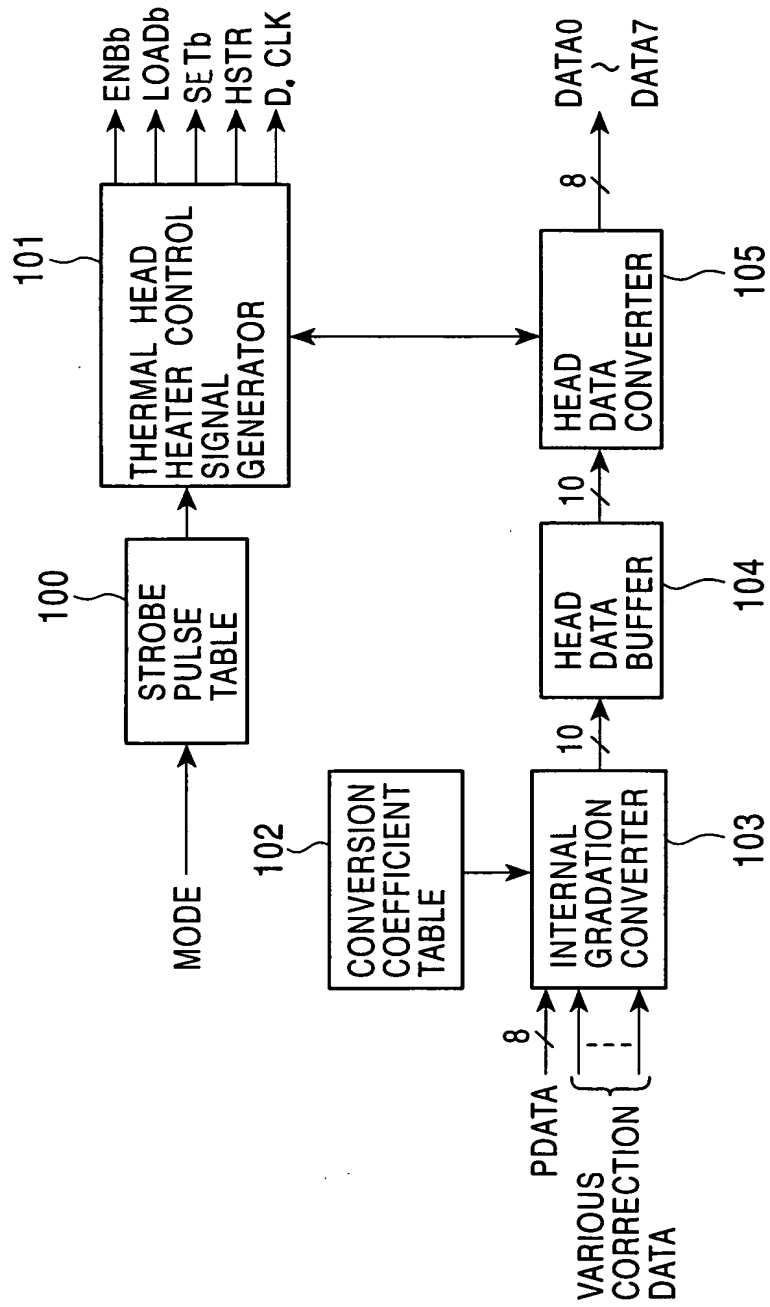 MODE
100
STROBE
PULSE
TABLE
101
THERMAL HEAD
HEATER CONTROL
SIGNAL
GENERATOR
ENBb
LOADb
SETb
HSTR
D. CLK
102
CONVERSION
COEFFICIENT
TABLE
PDATA
8
VARIOUS
CORRECTION
DATA
INTERNAL
GRADATION
CONVERTER
103
10
HEAD
DATA
BUFFER
104
10
HEAD
DATA
CONVERTER
105
8
DATA0
~
DATA7